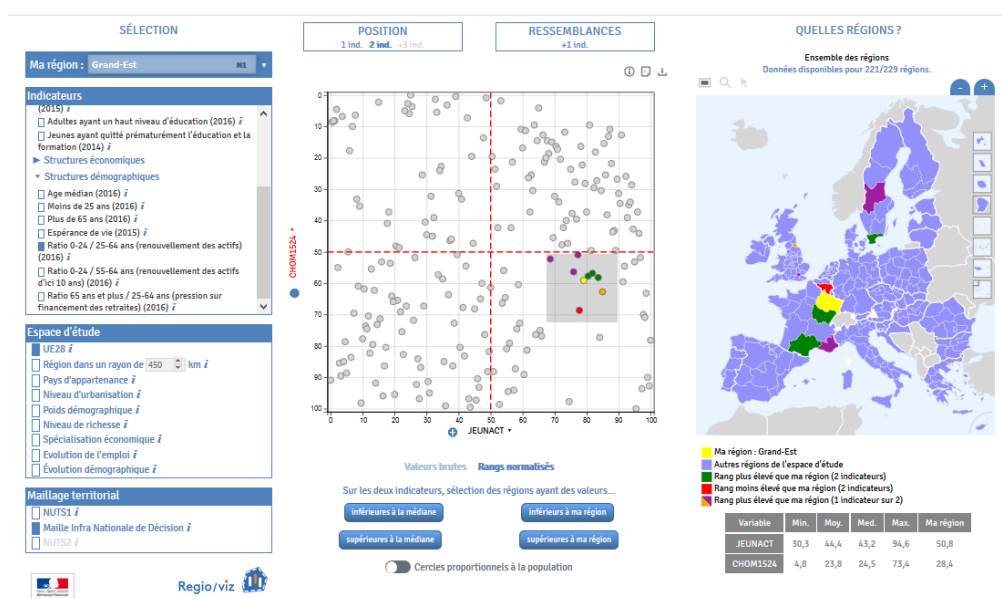 SÉLECTION
Ma région : Grand-Est N1
Indicateurs
(2015) i
Adultes ayant un haut niveau d'éducation (2016) i
Jeunes ayant quitté prématurément l'éducation et la
formation (2014) i
Structures économiques
Structures démographiques
Age médian (2016) i
Moins de 25 ans (2016) i
Plus de 65 ans (2016) i
Espérance de vie (2015) i
Ratio 0-24 / 25-64 ans (renouvellement des actifs)
(2016) i
Ratio 0-24 / 55-64 ans (renouvellement des actifs
d'ici 10 ans) (2016) i
Ratio 65 ans et plus / 25-64 ans (pression sur
financement des retraites) (2016) i
Espace d'étude
UE28 i
Région dans un rayon de 450 km i
Pays d'appartenance i
Niveau d'urbanisation i
Poids démographique i
Niveau de richesse i
Spécialisation économique i
Evolution de l'emploi i
Évolution démographique i
Maillage territorial
NUTS1 i
Maille Infra Nationale de Décision i
NUTS2 i
Regio/viz
POSITION
1 ind. 2 ind. +3 ind.
RESSEMBLANCES
+1 ind.
0
10
20
30
40
50
60
70
80
90
100
CHOM1524
0 10 20 30 40 50 60 70 80 90 100
JEUNACT
Valeurs brutes Rangs normalisés
Sur les deux indicateurs, sélection des régions ayant des valeurs...
inférieures à la médiane inférieurs à ma région
supérieures à la médiane supérieures à ma région
Cercles proportionnels à la population
QUELLES RÉGIONS ?
Ensemble des régions
Données disponibles pour 221/229 régions.
- +
Ma région : Grand-Est
Autres régions de l'espace d'étude
Rang plus élevé que ma région (2 indicateurs)
Rang moins élevé que ma région (2 indicateurs)
Rang plus élevé que ma région (1 indicateur sur 2)
Variable Min. Moy. Med. Max. Ma région
JEUNACT 30,3 44,4 43,2 94,6 50,8
CHOM1524 4,8 23,8 24,5 73,4 28,4